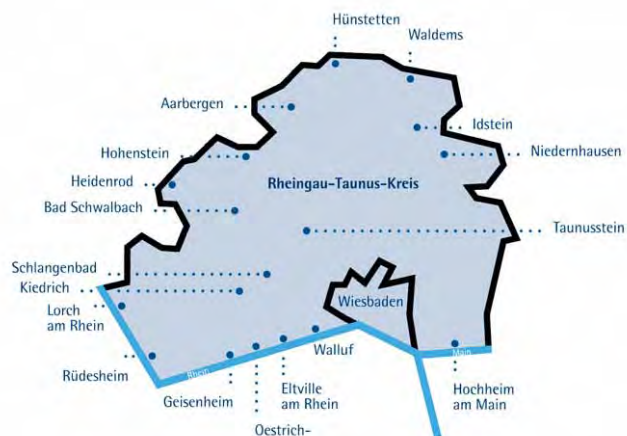 Hünstetten
Waldems
Aarbergen
Idstein
Hohenstein
Niedernhausen
Heidenrod
Rheingau-Taunus-Kreis
Bad Schwalbach
Taunusstein
Schlangenbad
Kiedrich
Lorch
am Rhein
Wiesbaden
Rüdesheim
Rhein
Walluf
Main
Geisenheim
Eltville
am Rhein
Hochheim
am Main
Oestrich-